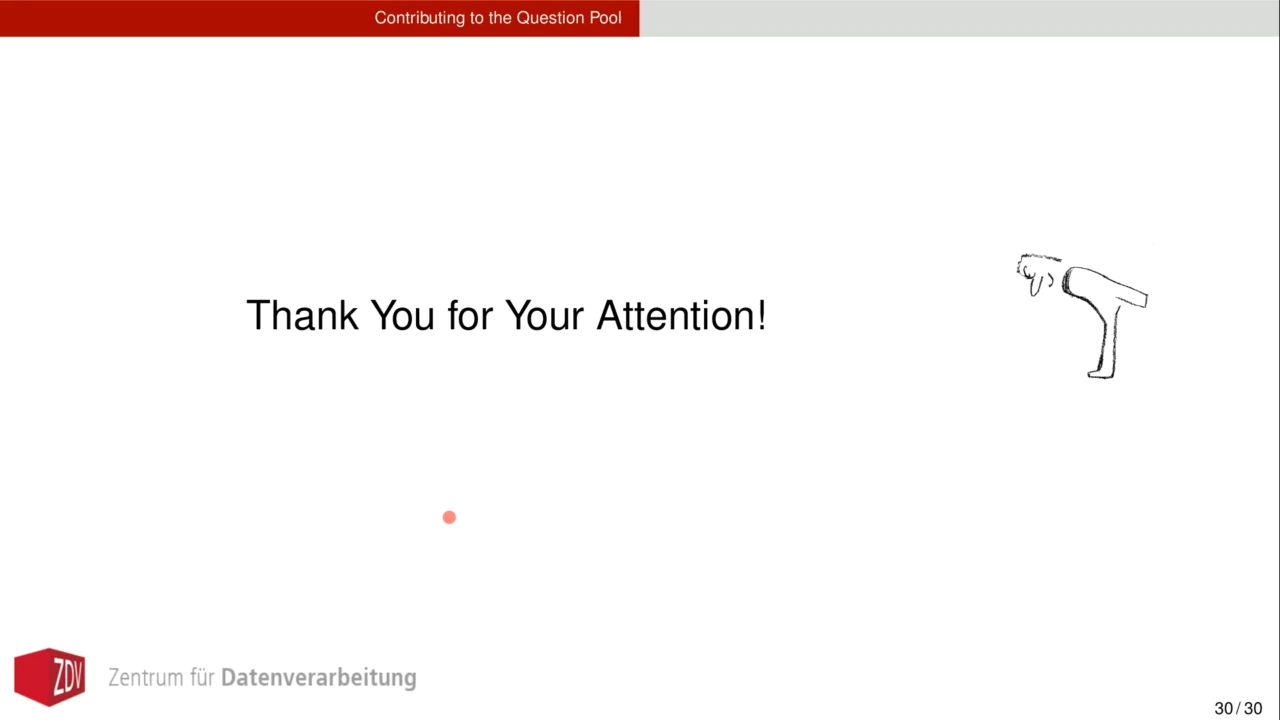 Contributing to the Question Pool
Thank You for Your Attention!
ZDV
Zentrum für Datenverarbeitung
30 / 30